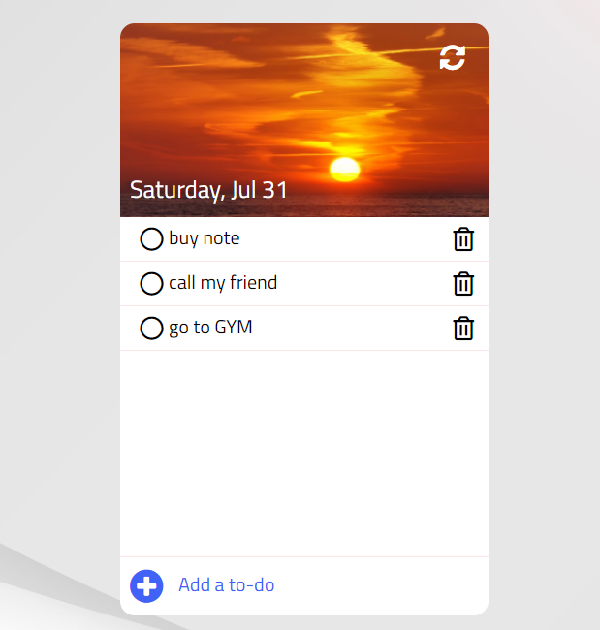 Saturday, Jul 31
buy note
call my friend
go to GYM
Add a to-do